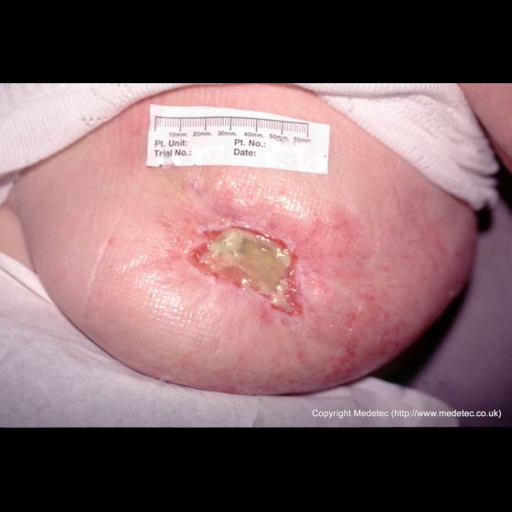 10mm. 20mm. 30mm. 40mm. 50mm. 60mm.
Pt. Unit: Pt. No.:
Trial No.: Date:
Copyright Medetec (http://www.medetec.co.uk)